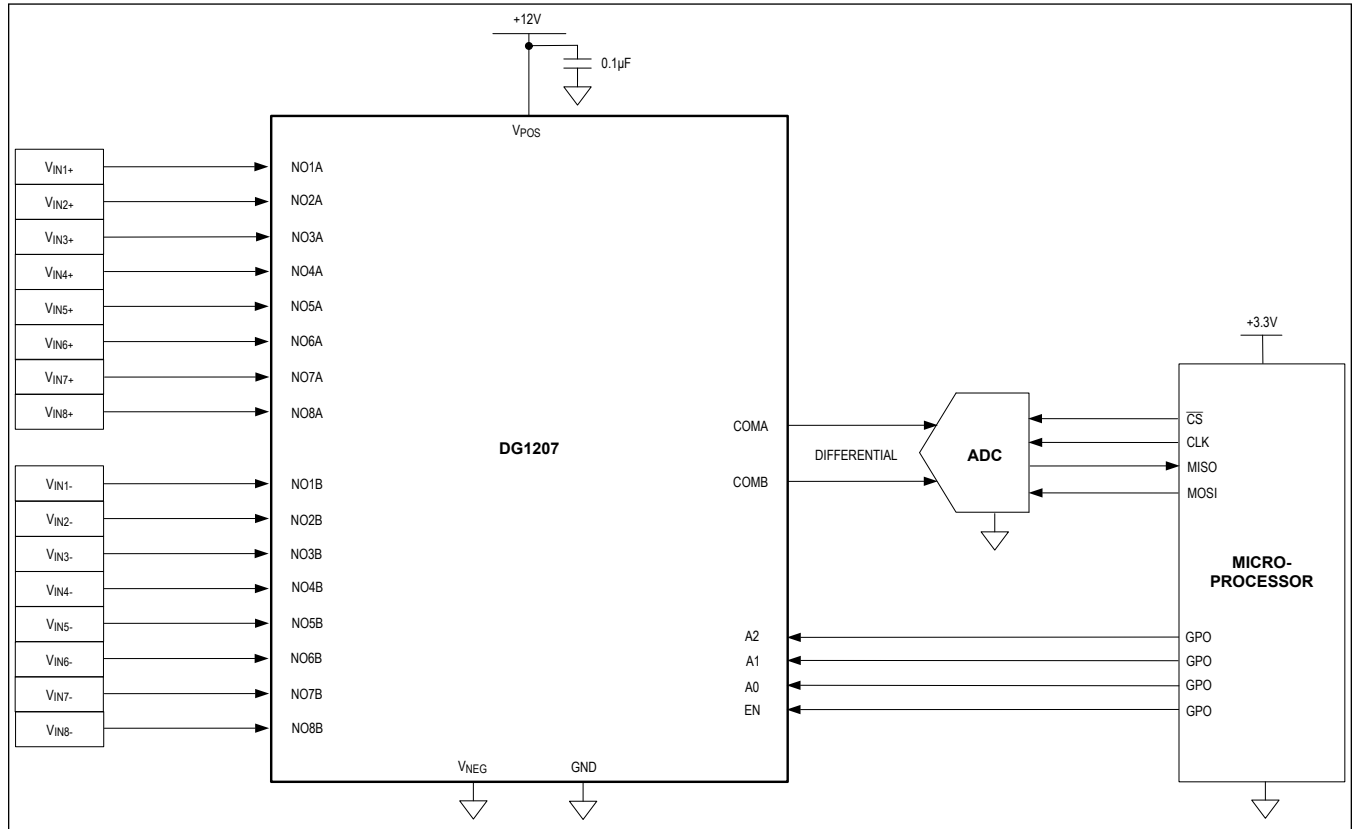 +12V
0.1µF
VPOS
VIN1+
VIN2+
VIN3+
VIN4+
VIN5+
VIN6+
VIN7+
VIN8+
NO1A
NO2A
NO3A
NO4A
NO5A
NO6A
NO7A
NO8A
VIN1-
VIN2-
VIN3-
VIN4-
VIN5-
VIN6-
VIN7-
VIN8-
NO1B
NO2B
NO3B
NO4B
NO5B
NO6B
NO7B
NO8B
DG1207
VNEG
GND
COMA
COMB
DIFFERENTIAL
ADC
A2
A1
A0
EN
+3.3V
CS
CLK
MISO
MOSI
MICRO-
PROCESSOR
GPO
GPO
GPO
GPO